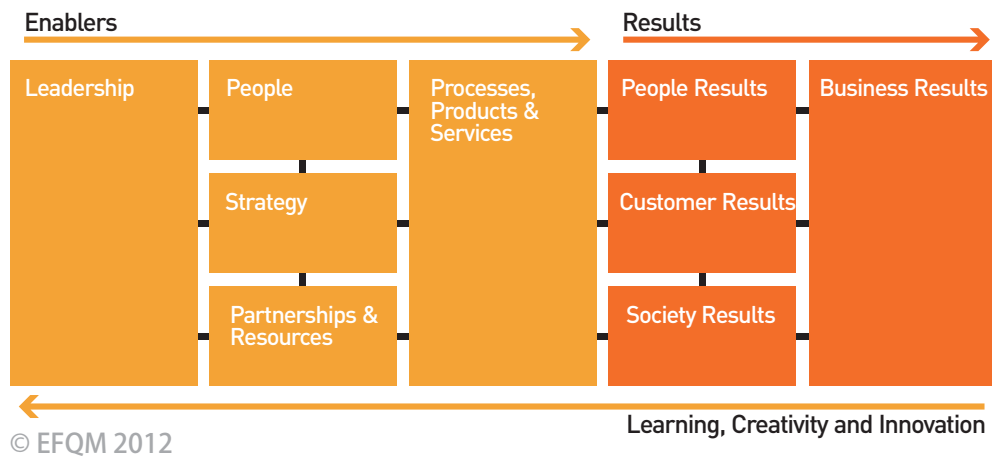 Enablers
Results
Leadership
People
Processes,
Products &
Services
People Results
Business Results
Strategy
Customer Results
Partnerships &
Resources
Society Results
Learning, Creativity and Innovation
© EFQM 2012